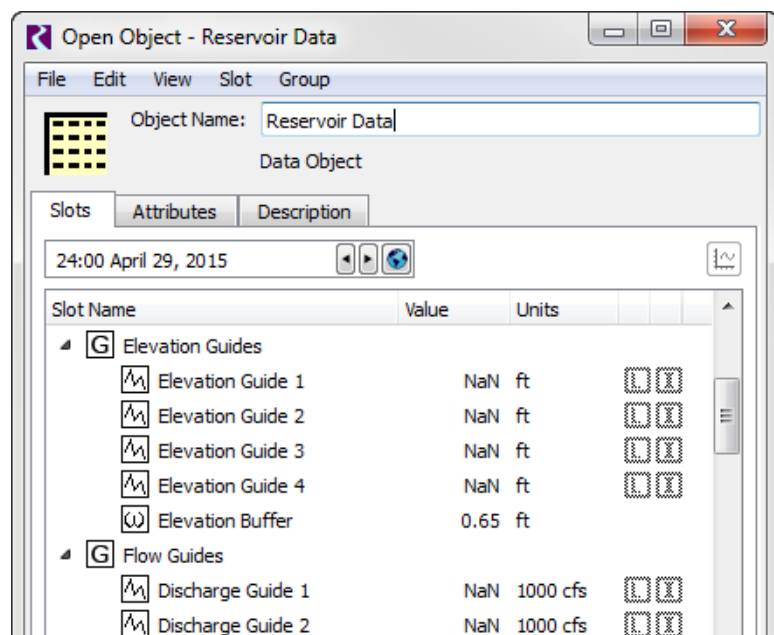 Open Object - Reservoir Data
File Edit View Slot Group
Object Name: Reservoir Data
Data Object
Slots Attributes Description
24:00 April 29, 2015
Slot Name Value Units
G Elevation Guides
Elevation Guide 1 NaN ft L I
Elevation Guide 2 NaN ft L I
Elevation Guide 3 NaN ft L I
Elevation Guide 4 NaN ft L I
ω Elevation Buffer 0.65 ft
G Flow Guides
Discharge Guide 1 NaN 1000 cfs L I
Discharge Guide 2 NaN 1000 cfs L I